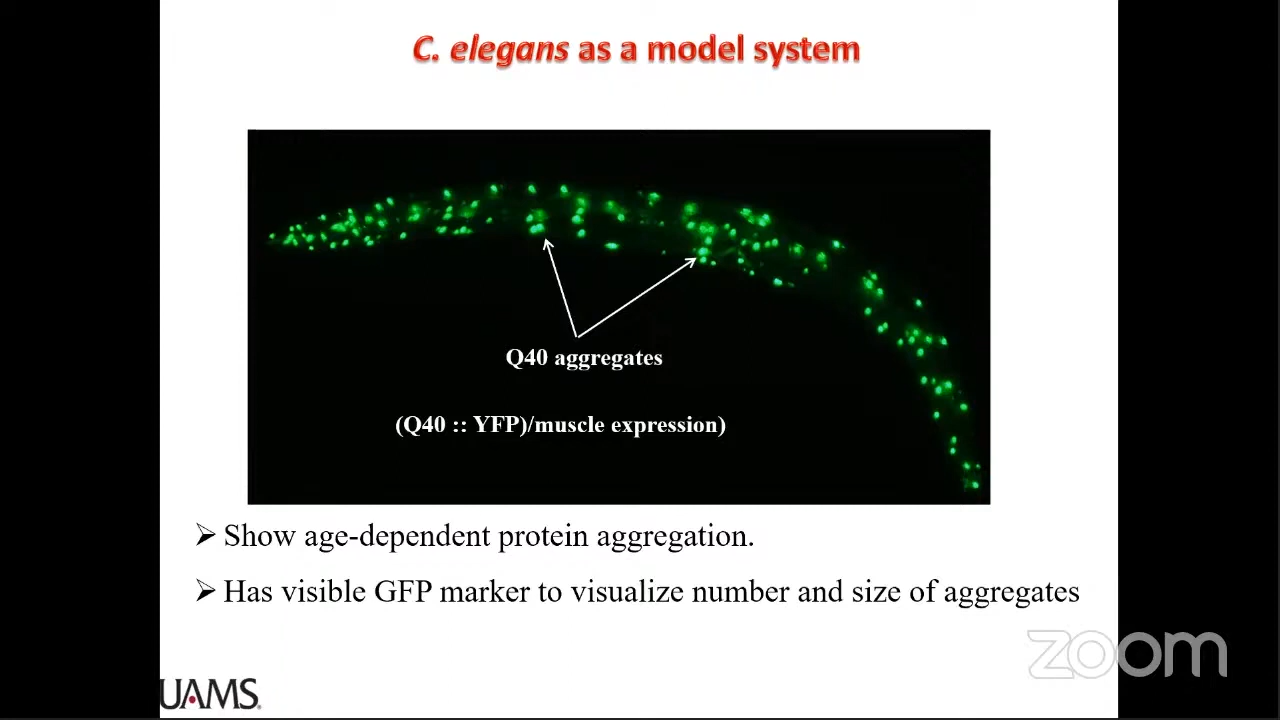 C. elegans as a model system
Q40 aggregates
(Q40 :: YFP)/muscle expression)
➢ Show age-dependent protein aggregation.
➢ Has visible GFP marker to visualize number and size of aggregates
zoom
UAMS